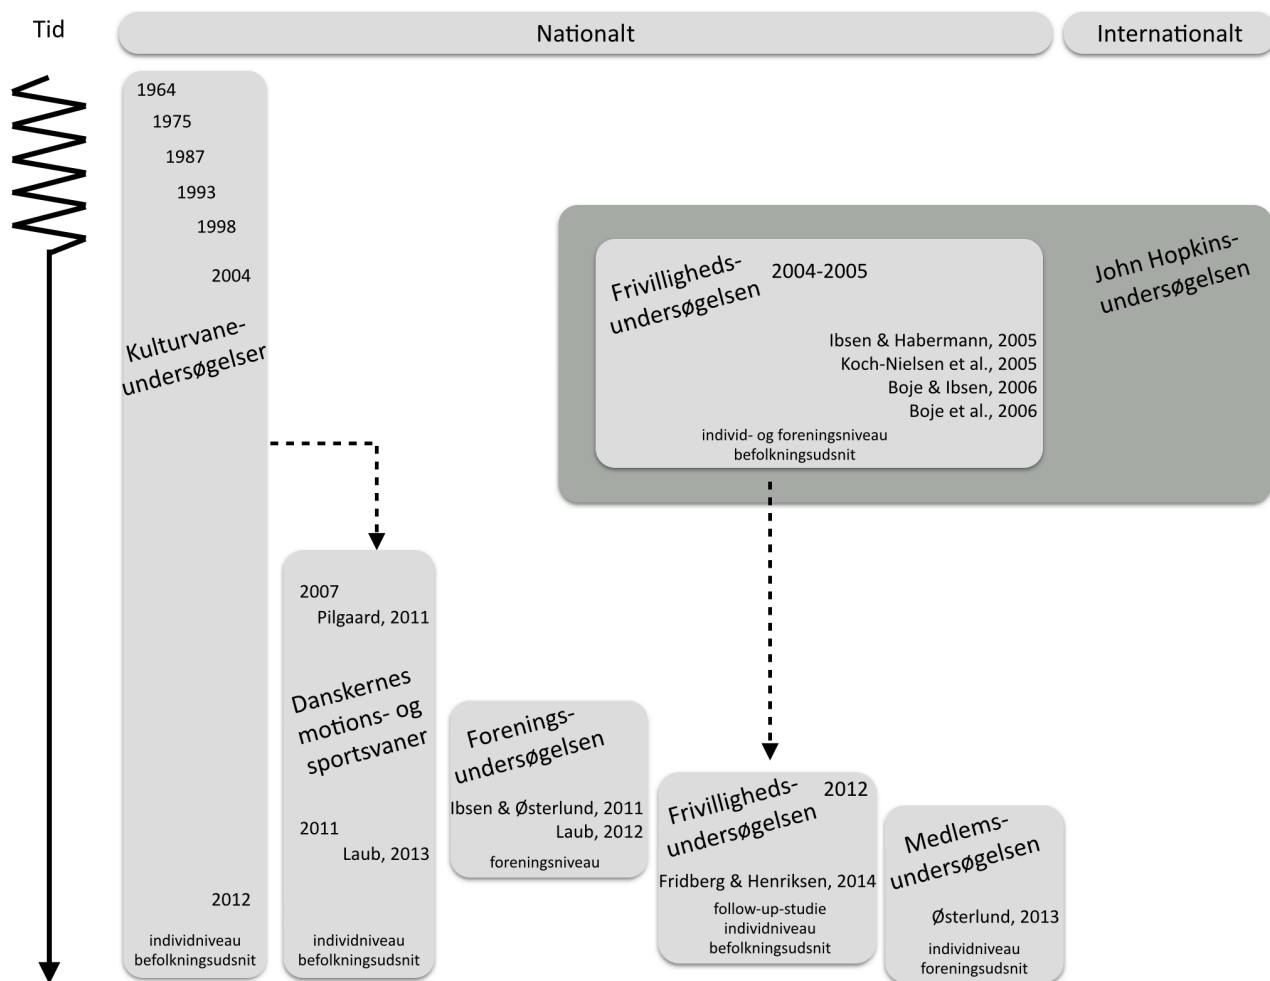 Tid
Nationalt
Internationalt
1964
1975
1987
1993
1998
2004
Kulturvane-
undersøgelser
2012
individniveau
befolkningsudsnit
2007
Pilgaard, 2011
Danskernes
motions- og
sportsvaner
2011
Laub, 2013
individniveau
befolkningsudsnit
Forenings-
undersøgelsen
Ibsen & Østerlund, 2011
Laub, 2012
foreningsniveau
Frivilligheds-
undersøgelsen
2004-2005
Ibsen & Habermann, 2005
Koch-Nielsen et al., 2005
Boje & Ibsen, 2006
Boje et al., 2006
individ- og foreningsniveau
befolkningsudsnit
John Hopkins-
undersøgelsen
Frivilligheds-
undersøgelsen
2012
Fridberg & Henriksen, 2014
follow-up-studie
individniveau
befolkningsudsnit
Medlems-
undersøgelsen
Østerlund, 2013
individniveau
foreningsudsnit